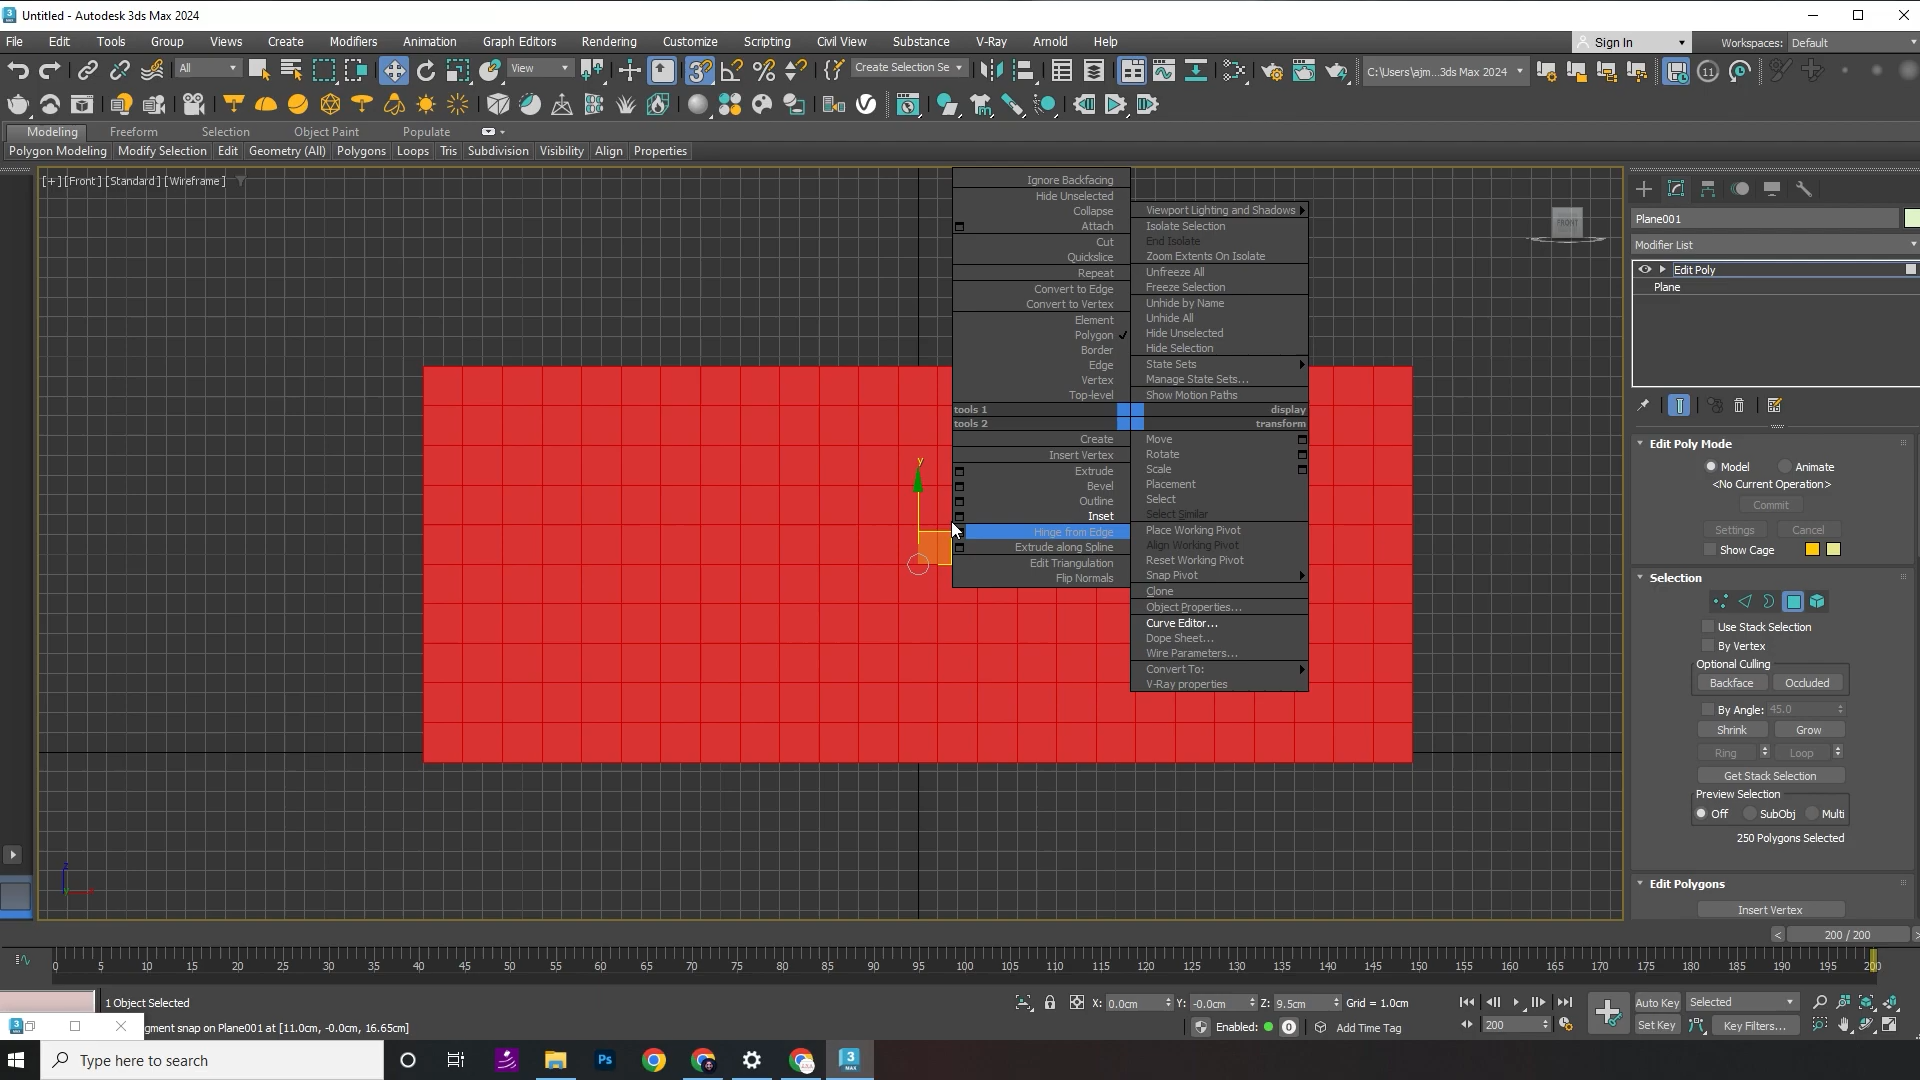 Untitled - Autodesk 3ds Max 2024
File Edit Tools Group Views Create Modifiers Animation Graph Editors Rendering Customize Scripting Civil View Substance V-Ray Arnold Help
Sign In
Workspaces: Default
All
View
Create Selection Se
C:\Users\ajm...3ds Max 2024
11
Modeling Freeform Selection Object Paint Populate
Polygon Modeling Modify Selection Edit Geometry (All) Polygons Loops Tris Subdivision Visibility Align Properties
[+] [Front] [Standard] [Wireframe]
FRONT
Ignore Backfacing
Hide Unselected
Collapse
Attach
Cut
Quickslice
Repeat
Convert to Edge
Convert to Vertex
Element
Polygon
Border
Edge
Vertex
Top-level
tools 1
tools 2
Create
Insert Vertex
Extrude
Bevel
Outline
Inset
Hinge from Edge
Extrude along Spline
Edit Triangulation
Flip Normals
Viewport Lighting and Shadows
Isolate Selection
End Isolate
Zoom Extents On Isolate
Unfreeze All
Freeze Selection
Unhide by Name
Unhide All
Hide Unselected
Hide Selection
State Sets
Manage State Sets...
Show Motion Paths
display
transform
Move
Rotate
Scale
Placement
Select
Select Similar
Place Working Pivot
Align Working Pivot
Reset Working Pivot
Snap Pivot
Clone
Object Properties...
Curve Editor...
Dope Sheet...
Wire Parameters...
Convert To:
V-Ray properties
y
z
Plane001
Modifier List
Edit Poly
Plane
Edit Poly Mode
Model Animate
<No Current Operation>
Commit
Settings Cancel
Show Cage
Selection
Use Stack Selection
By Vertex
Optional Culling
Backface Occluded
By Angle: 45.0
Shrink Grow
Ring Loop
Get Stack Selection
Preview Selection
Off SubObj Multi
250 Polygons Selected
Edit Polygons
Insert Vertex
< 200 / 200 >
0 5 10 15 20 25 30 35 40 45 50 55 60 65 70 75 80 85 90 95 100 105 110 115 120 125 130 135 140 145 150 155 160 165 170 175 180 185 190 195 200
1 Object Selected
X: 0.0cm Y: -0.0cm Z: 9.5cm Grid = 1.0cm
Auto Key Selected
gment snap on Plane001 at [11.0cm, -0.0cm, 16.65cm]
Enabled: 0 Add Time Tag
200
Set Key Key Filters...
Type here to search
Ps
3
MAX